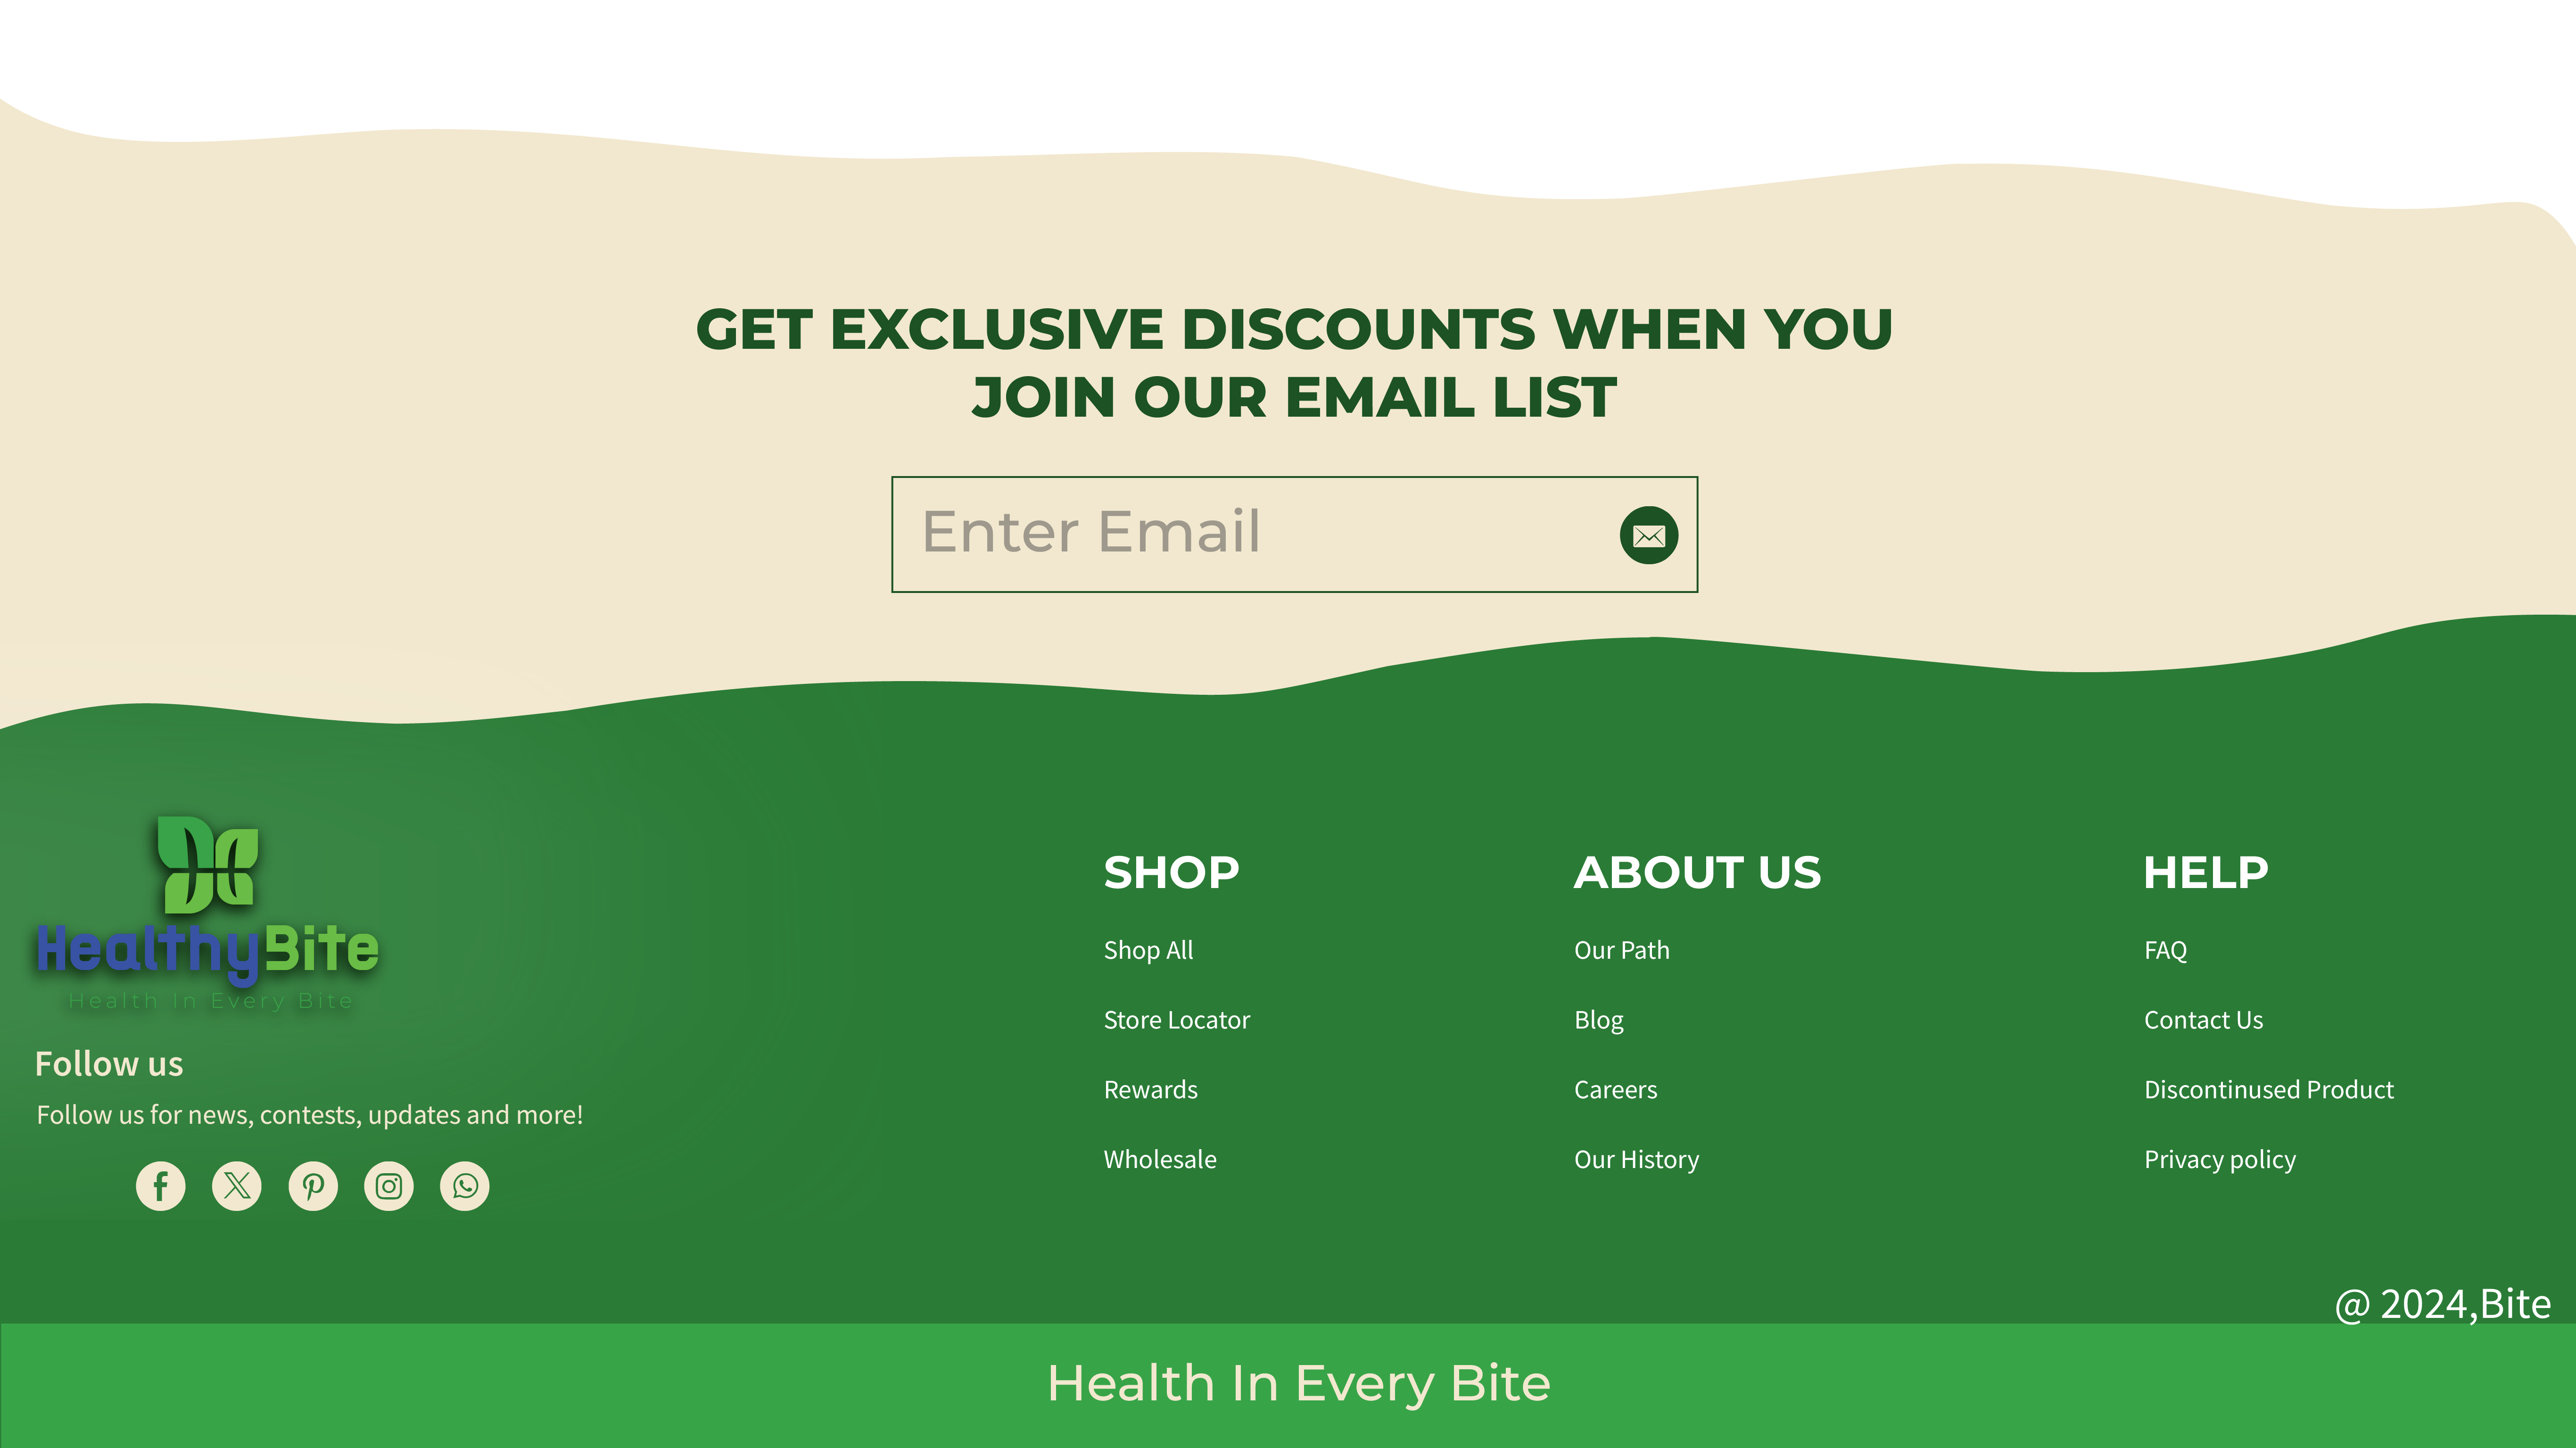 GET EXCLUSIVE DISCOUNTS WHEN YOU
JOIN OUR EMAIL LIST
Enter Email
HealthyBite
Health In Every Bite
Follow us
Follow us for news, contests, updates and more!
SHOP
Shop All
Store Locator
Rewards
Wholesale
ABOUT US
Our Path
Blog
Careers
Our History
HELP
FAQ
Contact Us
Discontinused Product
Privacy policy
@ 2024,Bite
Health In Every Bite